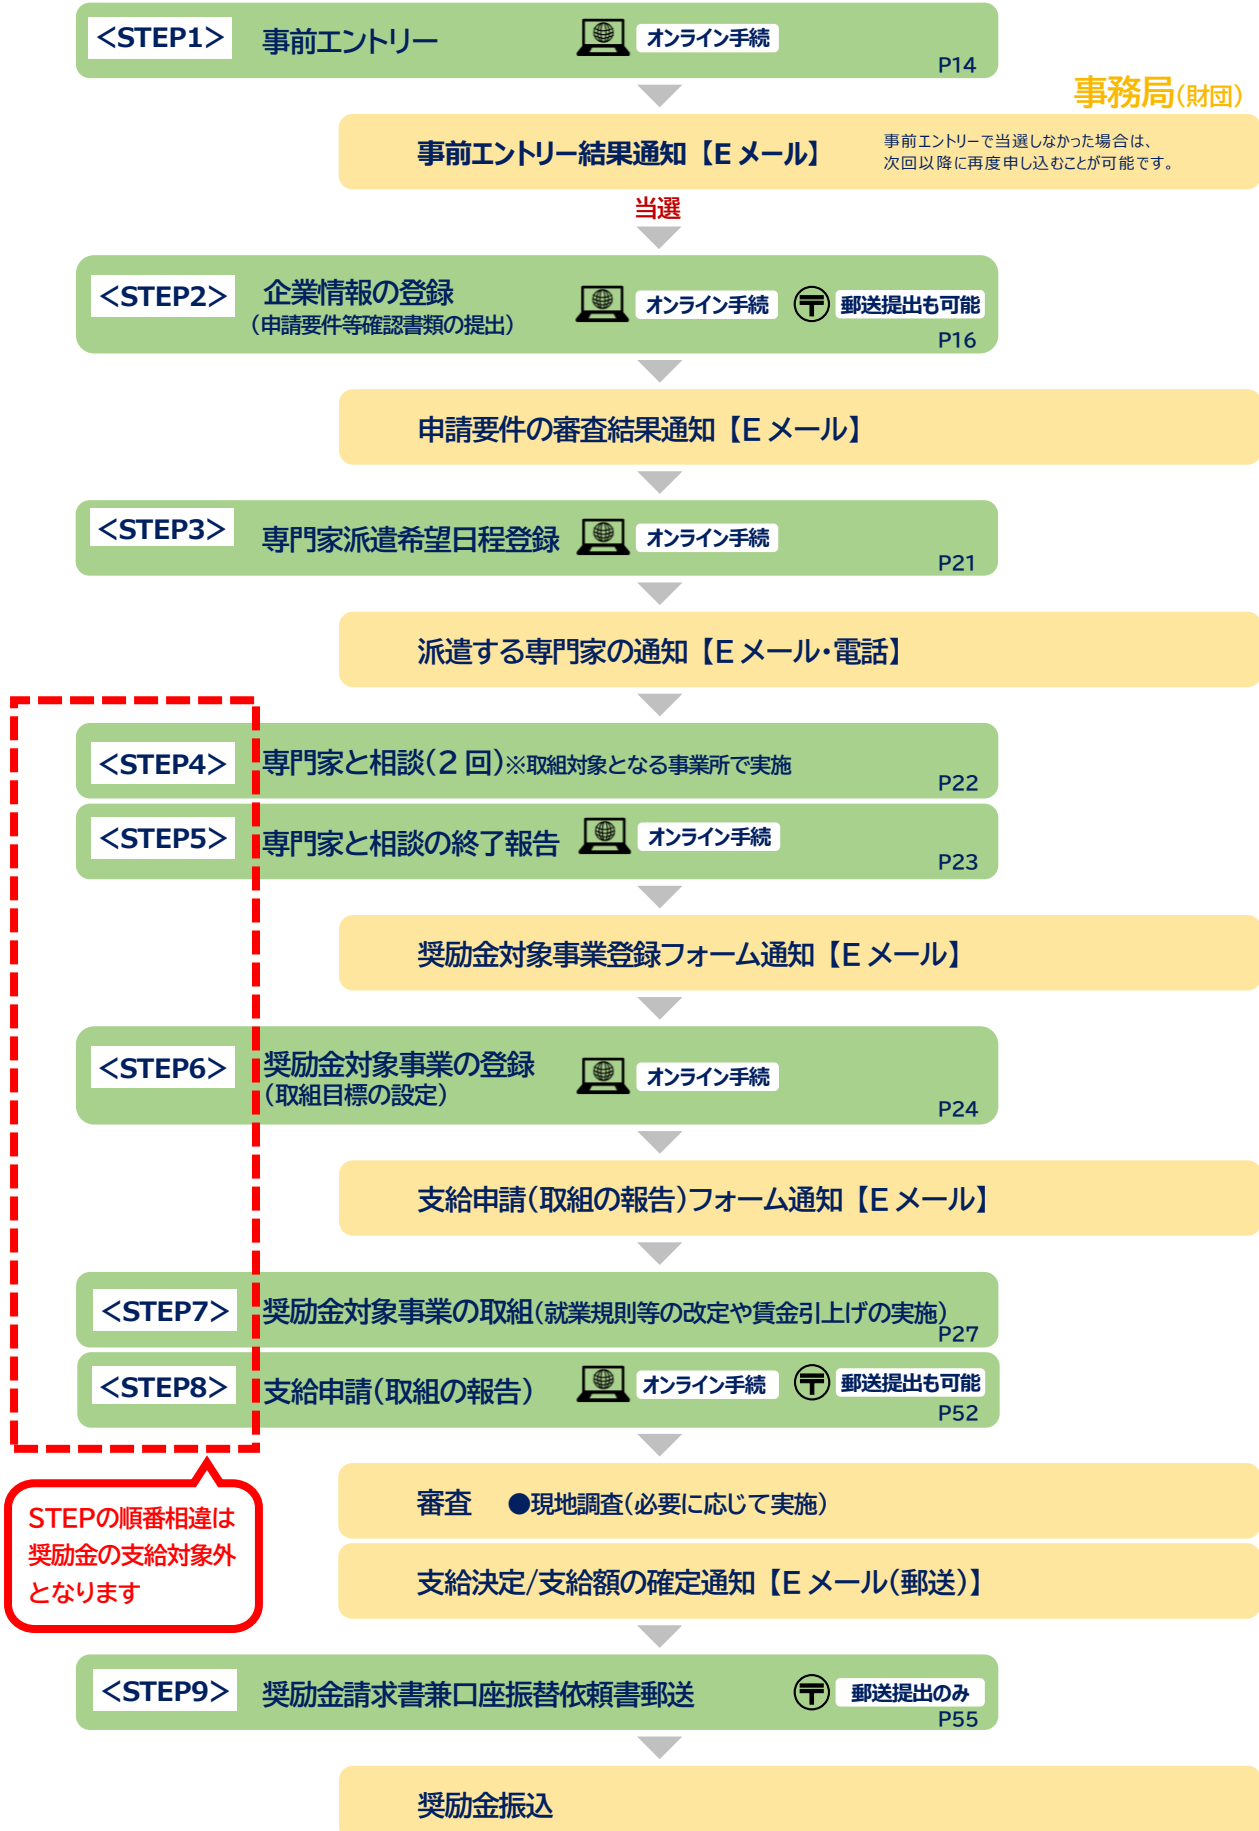 <STEP1> 事前エントリー オンライン手続
P14
事務局(財団)
事前エントリー結果通知【Eメール】
事前エントリーで当選しなかった場合は、
次回以降に再度申し込むことが可能です。
当選
<STEP2> 企業情報の登録 オンライン手続 〒 郵送提出も可能
(申請要件等確認書類の提出)
P16
申請要件の審査結果通知【Eメール】
<STEP3> 専門家派遣希望日程登録 オンライン手続
P21
派遣する専門家の通知【Eメール・電話】
<STEP4> 専門家と相談(2回)※取組対象となる事業所で実施
P22
<STEP5> 専門家と相談の終了報告 オンライン手続
P23
奨励金対象事業登録フォーム通知【Eメール】
<STEP6> 奨励金対象事業の登録 オンライン手続
(取組目標の設定)
P24
支給申請(取組の報告)フォーム通知【Eメール】
<STEP7> 奨励金対象事業の取組(就業規則等の改定や賃金引上げの実施)
P27
<STEP8> 支給申請(取組の報告) オンライン手続 〒 郵送提出も可能
P52
STEPの順番相違は
奨励金の支給対象外
となります
審査 ●現地調査(必要に応じて実施)
支給決定/支給額の確定通知【Eメール(郵送)】
<STEP9> 奨励金請求書兼口座振替依頼書郵送 〒 郵送提出のみ
P55
奨励金振込